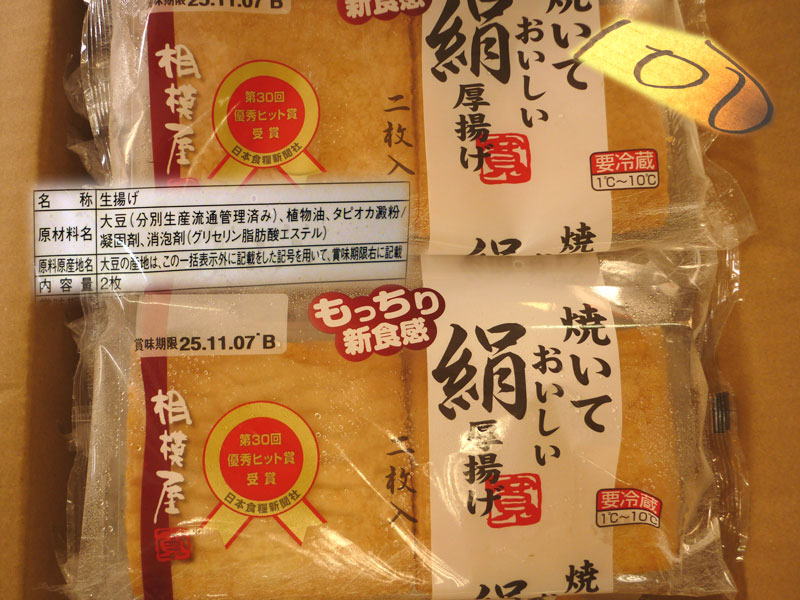 賞味期限 25.11.07 B
新食感
相模屋
第30回
優秀ヒット賞
受賞
日本食糧新聞社
二枚入
焼いて
おいしい
絹
厚揚げ
要冷蔵
1℃~10℃
102
名 称 生揚げ
原材料名 大豆(分別生産流通管理済み)、植物油、タピオカ澱粉/
凝固剤、消泡剤(グリセリン脂肪酸エステル)
原料原産地名 大豆の産地は、この一括表示外に記載をした記号を用いて、賞味期限右に記載
内 容 量 2枚
もっちり
新食感
賞味期限 25.11.07* B
相模屋
第30回
優秀ヒット賞
受賞
日本食糧新聞社
二枚入
焼
焼いて
おいしい
絹
厚揚げ
要冷蔵
1℃~10℃
焼